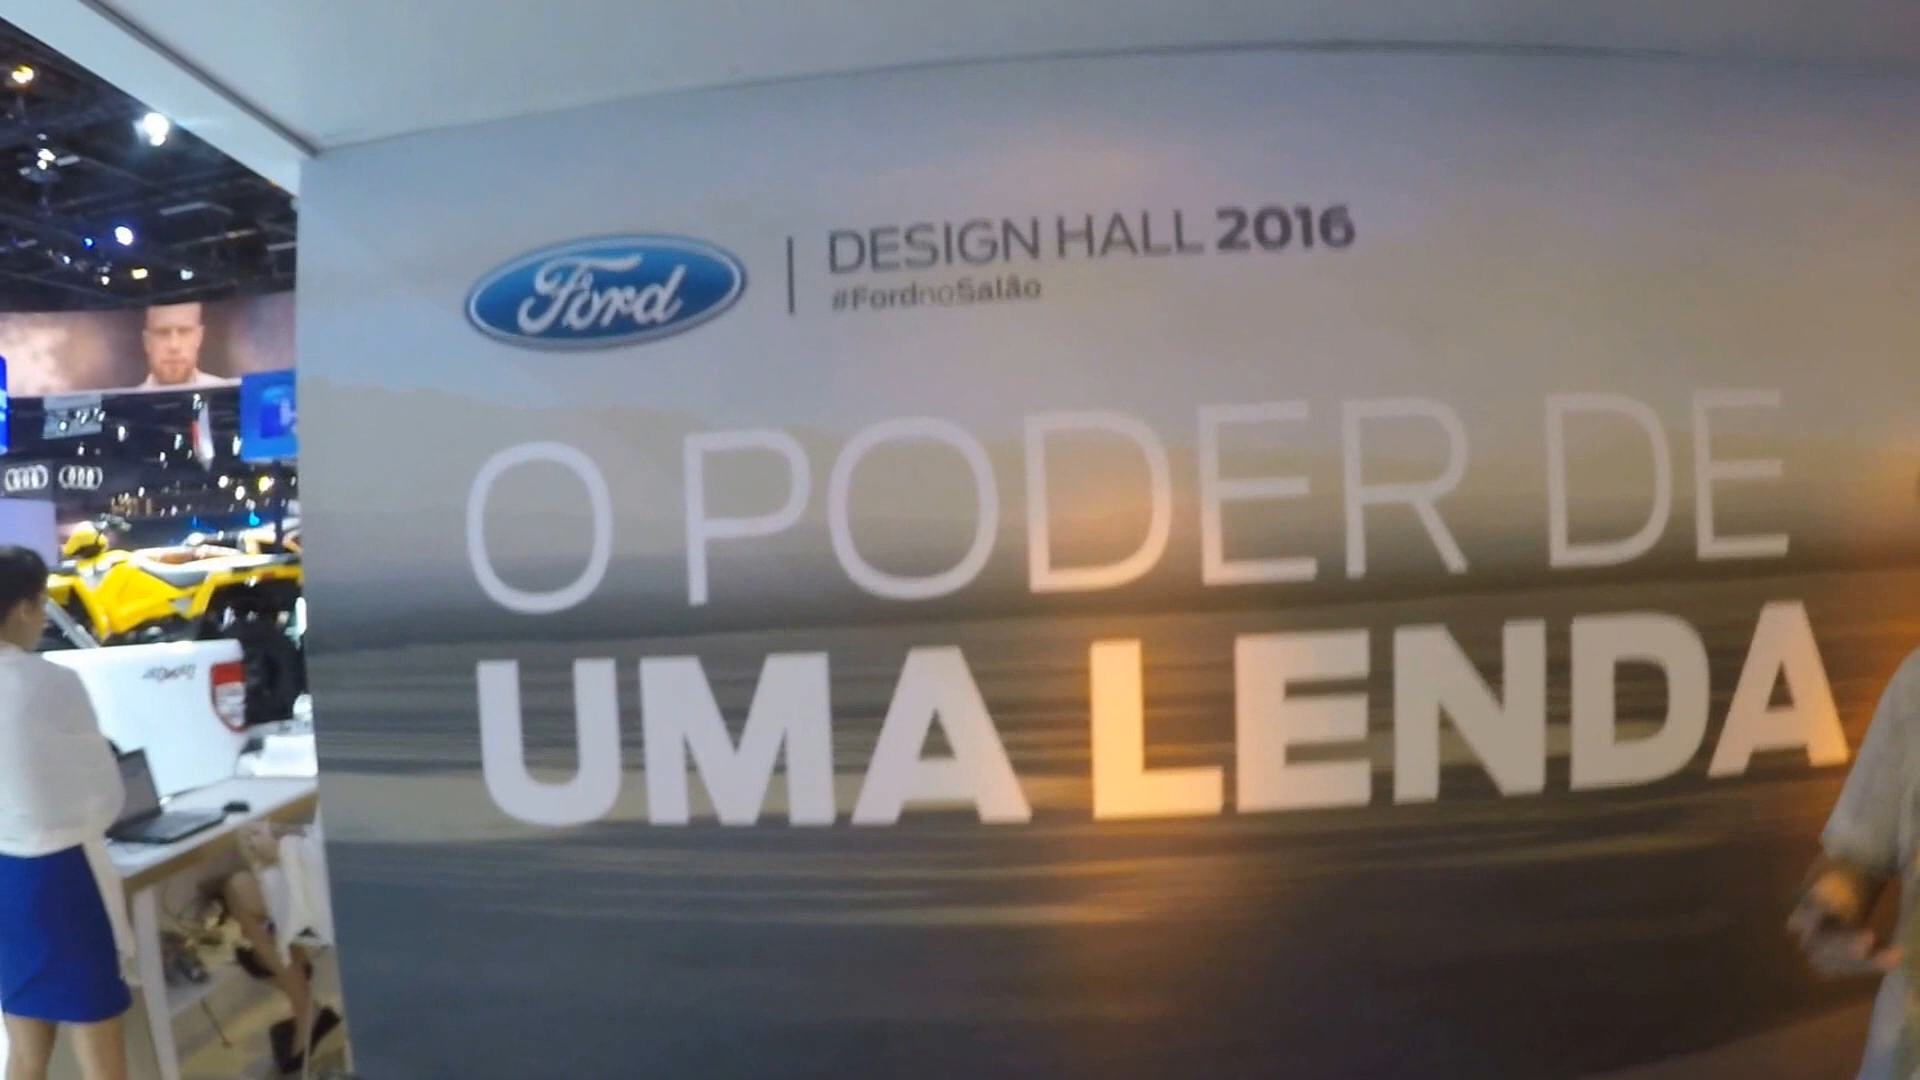 Ford
DESIGN HALL 2016
#FordnoSalão
O PODER DE
UMA LENDA